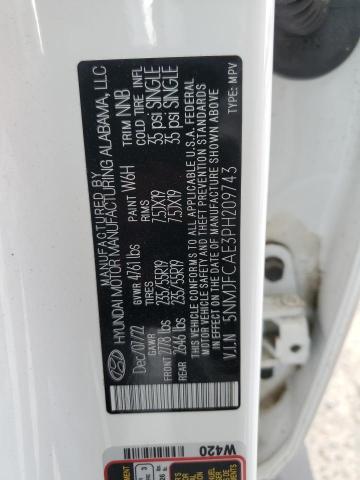 MANUFACTURED BY
HYUNDAI MOTOR MANUFACTURING ALABAMA, LLC
Dec/07/22 GVWR 4761 lbs PAINT W6H TRIM NNB
GAWR TIRES RIMS COLD TIRE INFL
FRONT 2778 lbs 235/55R19 7.5JX19 35 psi SINGLE
REAR 2646 lbs 235/55R19 7.5JX19 35 psi SINGLE
THIS VEHICLE CONFORMS TO ALL APPLICABLE U.S.A. FEDERAL
MOTOR VEHICLE SAFETY AND THEFT PREVENTION STANDARDS
IN EFFECT ON THE DATE OF MANUFACTURE SHOWN ABOVE.
V.I.N 5NMJFCAE3PH209743 TYPE: MPV
W420